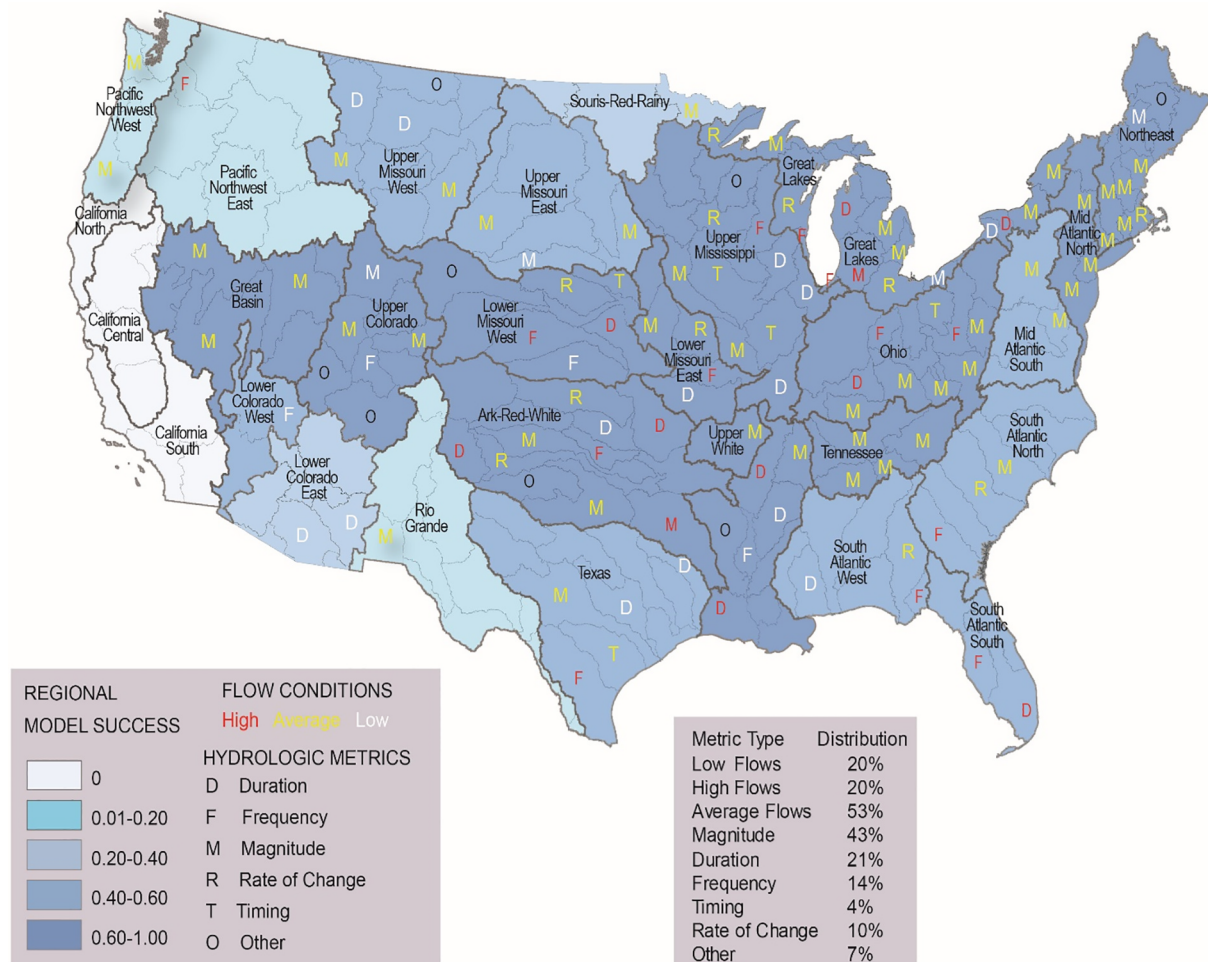 M
Pacific
Northwest
West
F
M
Pacific
Northwest
East
California
North
California
Central
California
South
O
D
D
M
Upper
Missouri
West
M
Souris-Red-Rainy
M
R
Upper
Missouri
East
M
M
M
M
Great
Lakes
O
R
R
F
F
Upper
Mississippi
D
M
T
D
T
M
D
M
Great
Lakes
M
D
F
M
R
M
O
M
Northeast
M
M
M
M
M
R
M
M
M
D
D
Mid
Atlantic
North
M
M
M
M
Mid
Atlantic
South
M
Great
Basin
M
M
M
Upper
Colorado
M
M
F
O
O
O
R
T
Lower
Missouri
West
F
D
F
M
R
Lower
Missouri
East
F
D
T
F
F
M
Ohio
D
M
M
M
M
Lower
Colorado
West
F
Lower
Colorado
East
D
D
Rio
Grande
M
R
Ark-Red-White
D
M
R
D
F
D
O
M
M
Upper
White
M
M
D
D
O
F
D
M
M
Tennessee
M
M
South
Atlantic
North
M
R
F
South
Atlantic
West
R
D
F
South
Atlantic
South
F
D
Texas
D
M
D
T
F
REGIONAL
MODEL SUCCESS
0
0.01-0.20
0.20-0.40
0.40-0.60
0.60-1.00
FLOW CONDITIONS
High Average Low
HYDROLOGIC METRICS
D Duration
F Frequency
M Magnitude
R Rate of Change
T Timing
O Other
Metric Type Distribution
Low Flows 20%
High Flows 20%
Average Flows 53%
Magnitude 43%
Duration 21%
Frequency 14%
Timing 4%
Rate of Change 10%
Other 7%